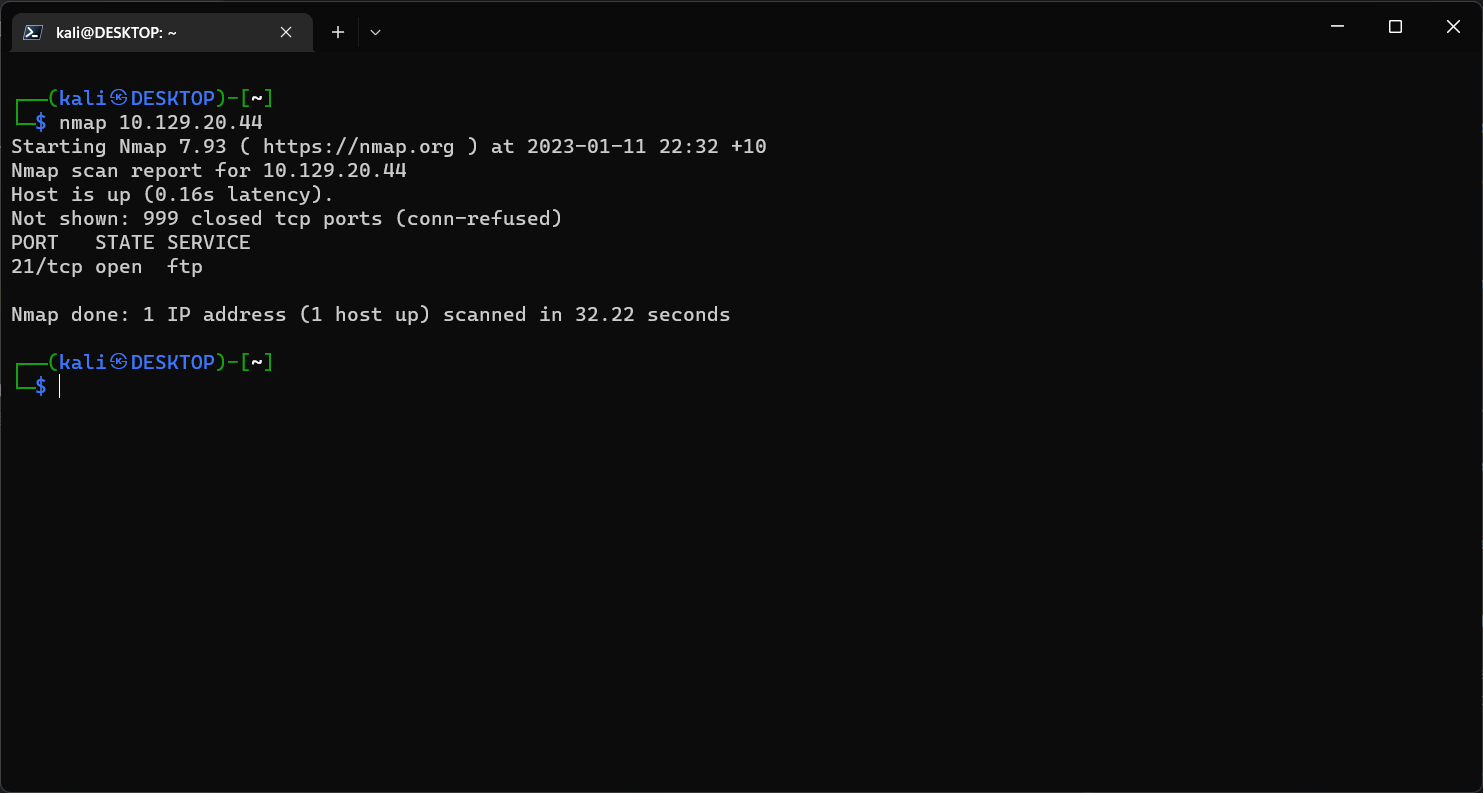 kali@DESKTOP: ~
┌──(kali㉿DESKTOP)-[~]
└─$ nmap 10.129.20.44
Starting Nmap 7.93 ( https://nmap.org ) at 2023-01-11 22:32 +10
Nmap scan report for 10.129.20.44
Host is up (0.16s latency).
Not shown: 999 closed tcp ports (conn-refused)
PORT   STATE SERVICE
21/tcp open  ftp
Nmap done: 1 IP address (1 host up) scanned in 32.22 seconds
┌──(kali㉿DESKTOP)-[~]
└─$